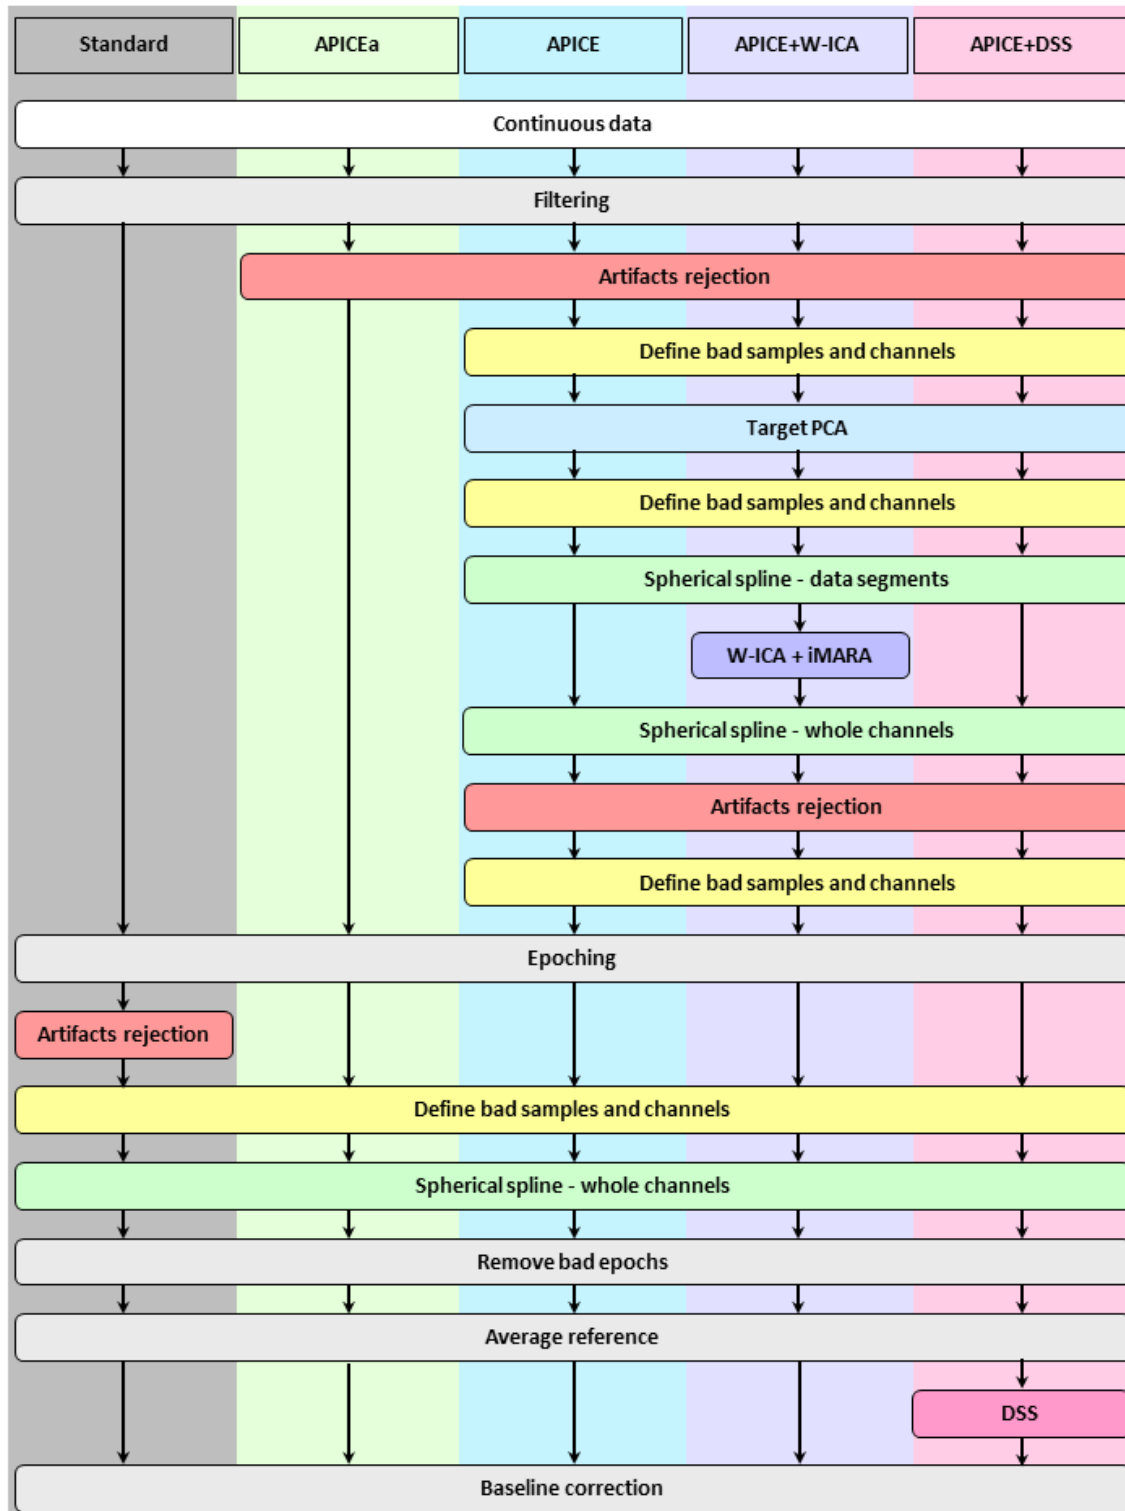 Standard
APICEa
APICE
APICE+W-ICA
APICE+DSS
Continuous data
Filtering
Artifacts rejection
Define bad samples and channels
Target PCA
Define bad samples and channels
Spherical spline - data segments
W-ICA + iMARA
Spherical spline - whole channels
Artifacts rejection
Define bad samples and channels
Epoching
Artifacts rejection
Define bad samples and channels
Spherical spline - whole channels
Remove bad epochs
Average reference
DSS
Baseline correction